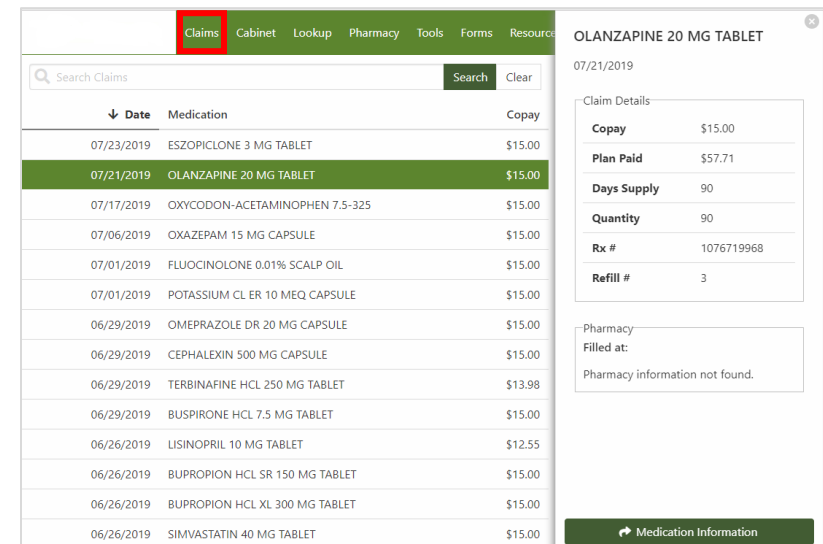 Claims Cabinet Lookup Pharmacy Tools Forms Resource
Search Claims Search Clear
Date Medication Copay
07/23/2019 ESZOPICLONE 3 MG TABLET $15.00
07/21/2019 OLANZAPINE 20 MG TABLET $15.00
07/17/2019 OXYCODON-ACETAMINOPHEN 7.5-325 $15.00
07/06/2019 OXAZEPAM 15 MG CAPSULE $15.00
07/01/2019 FLUOCINOLONE 0.01% SCALP OIL $15.00
07/01/2019 POTASSIUM CL ER 10 MEQ CAPSULE $15.00
06/29/2019 OMEPRAZOLE DR 20 MG CAPSULE $15.00
06/29/2019 CEPHALEXIN 500 MG CAPSULE $15.00
06/29/2019 TERBINAFINE HCL 250 MG TABLET $13.98
06/29/2019 BUSPIRONE HCL 7.5 MG TABLET $15.00
06/26/2019 LISINOPRIL 10 MG TABLET $12.55
06/26/2019 BUPROPION HCL SR 150 MG TABLET $15.00
06/26/2019 BUPROPION HCL XL 300 MG TABLET $15.00
06/26/2019 SIMVASTATIN 40 MG TABLET $15.00
OLANZAPINE 20 MG TABLET
07/21/2019
Claim Details
Copay $15.00
Plan Paid $57.71
Days Supply 90
Quantity 90
Rx # 1076719968
Refill # 3
Pharmacy
Filled at:
Pharmacy information not found.
Medication Information